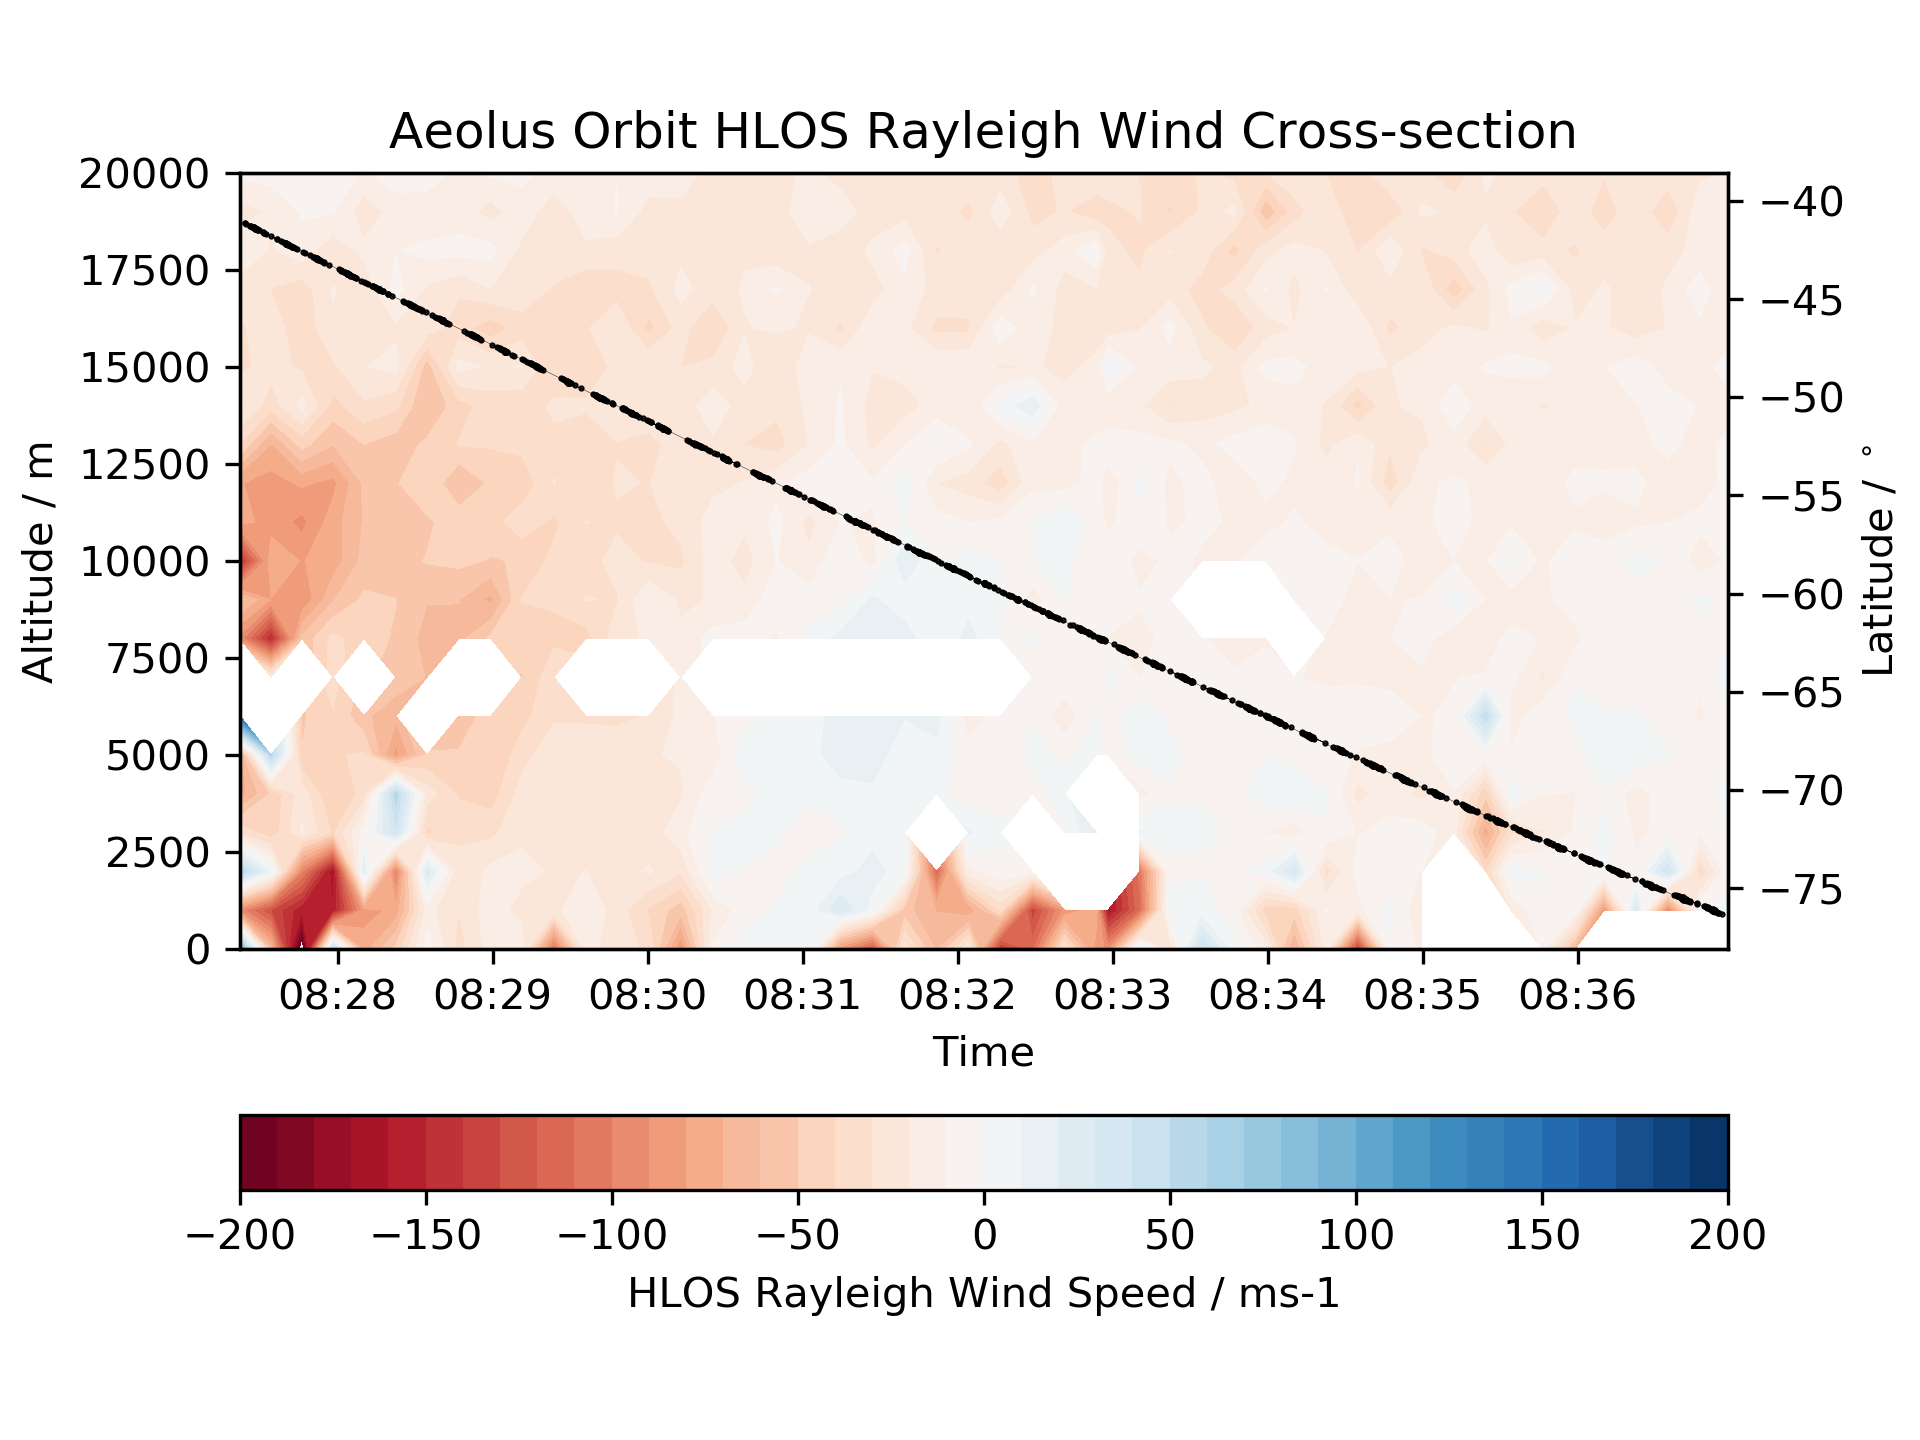 Aeolus Orbit HLOS Rayleigh Wind Cross-section
20000
17500
15000
12500
10000
7500
5000
2500
0
Altitude / m
−40
−45
−50
−55
−60
−65
−70
−75
Latitude / °
08:28 08:29 08:30 08:31 08:32 08:33 08:34 08:35 08:36
Time
−200 −150 −100 −50 0 50 100 150 200
HLOS Rayleigh Wind Speed / ms-1